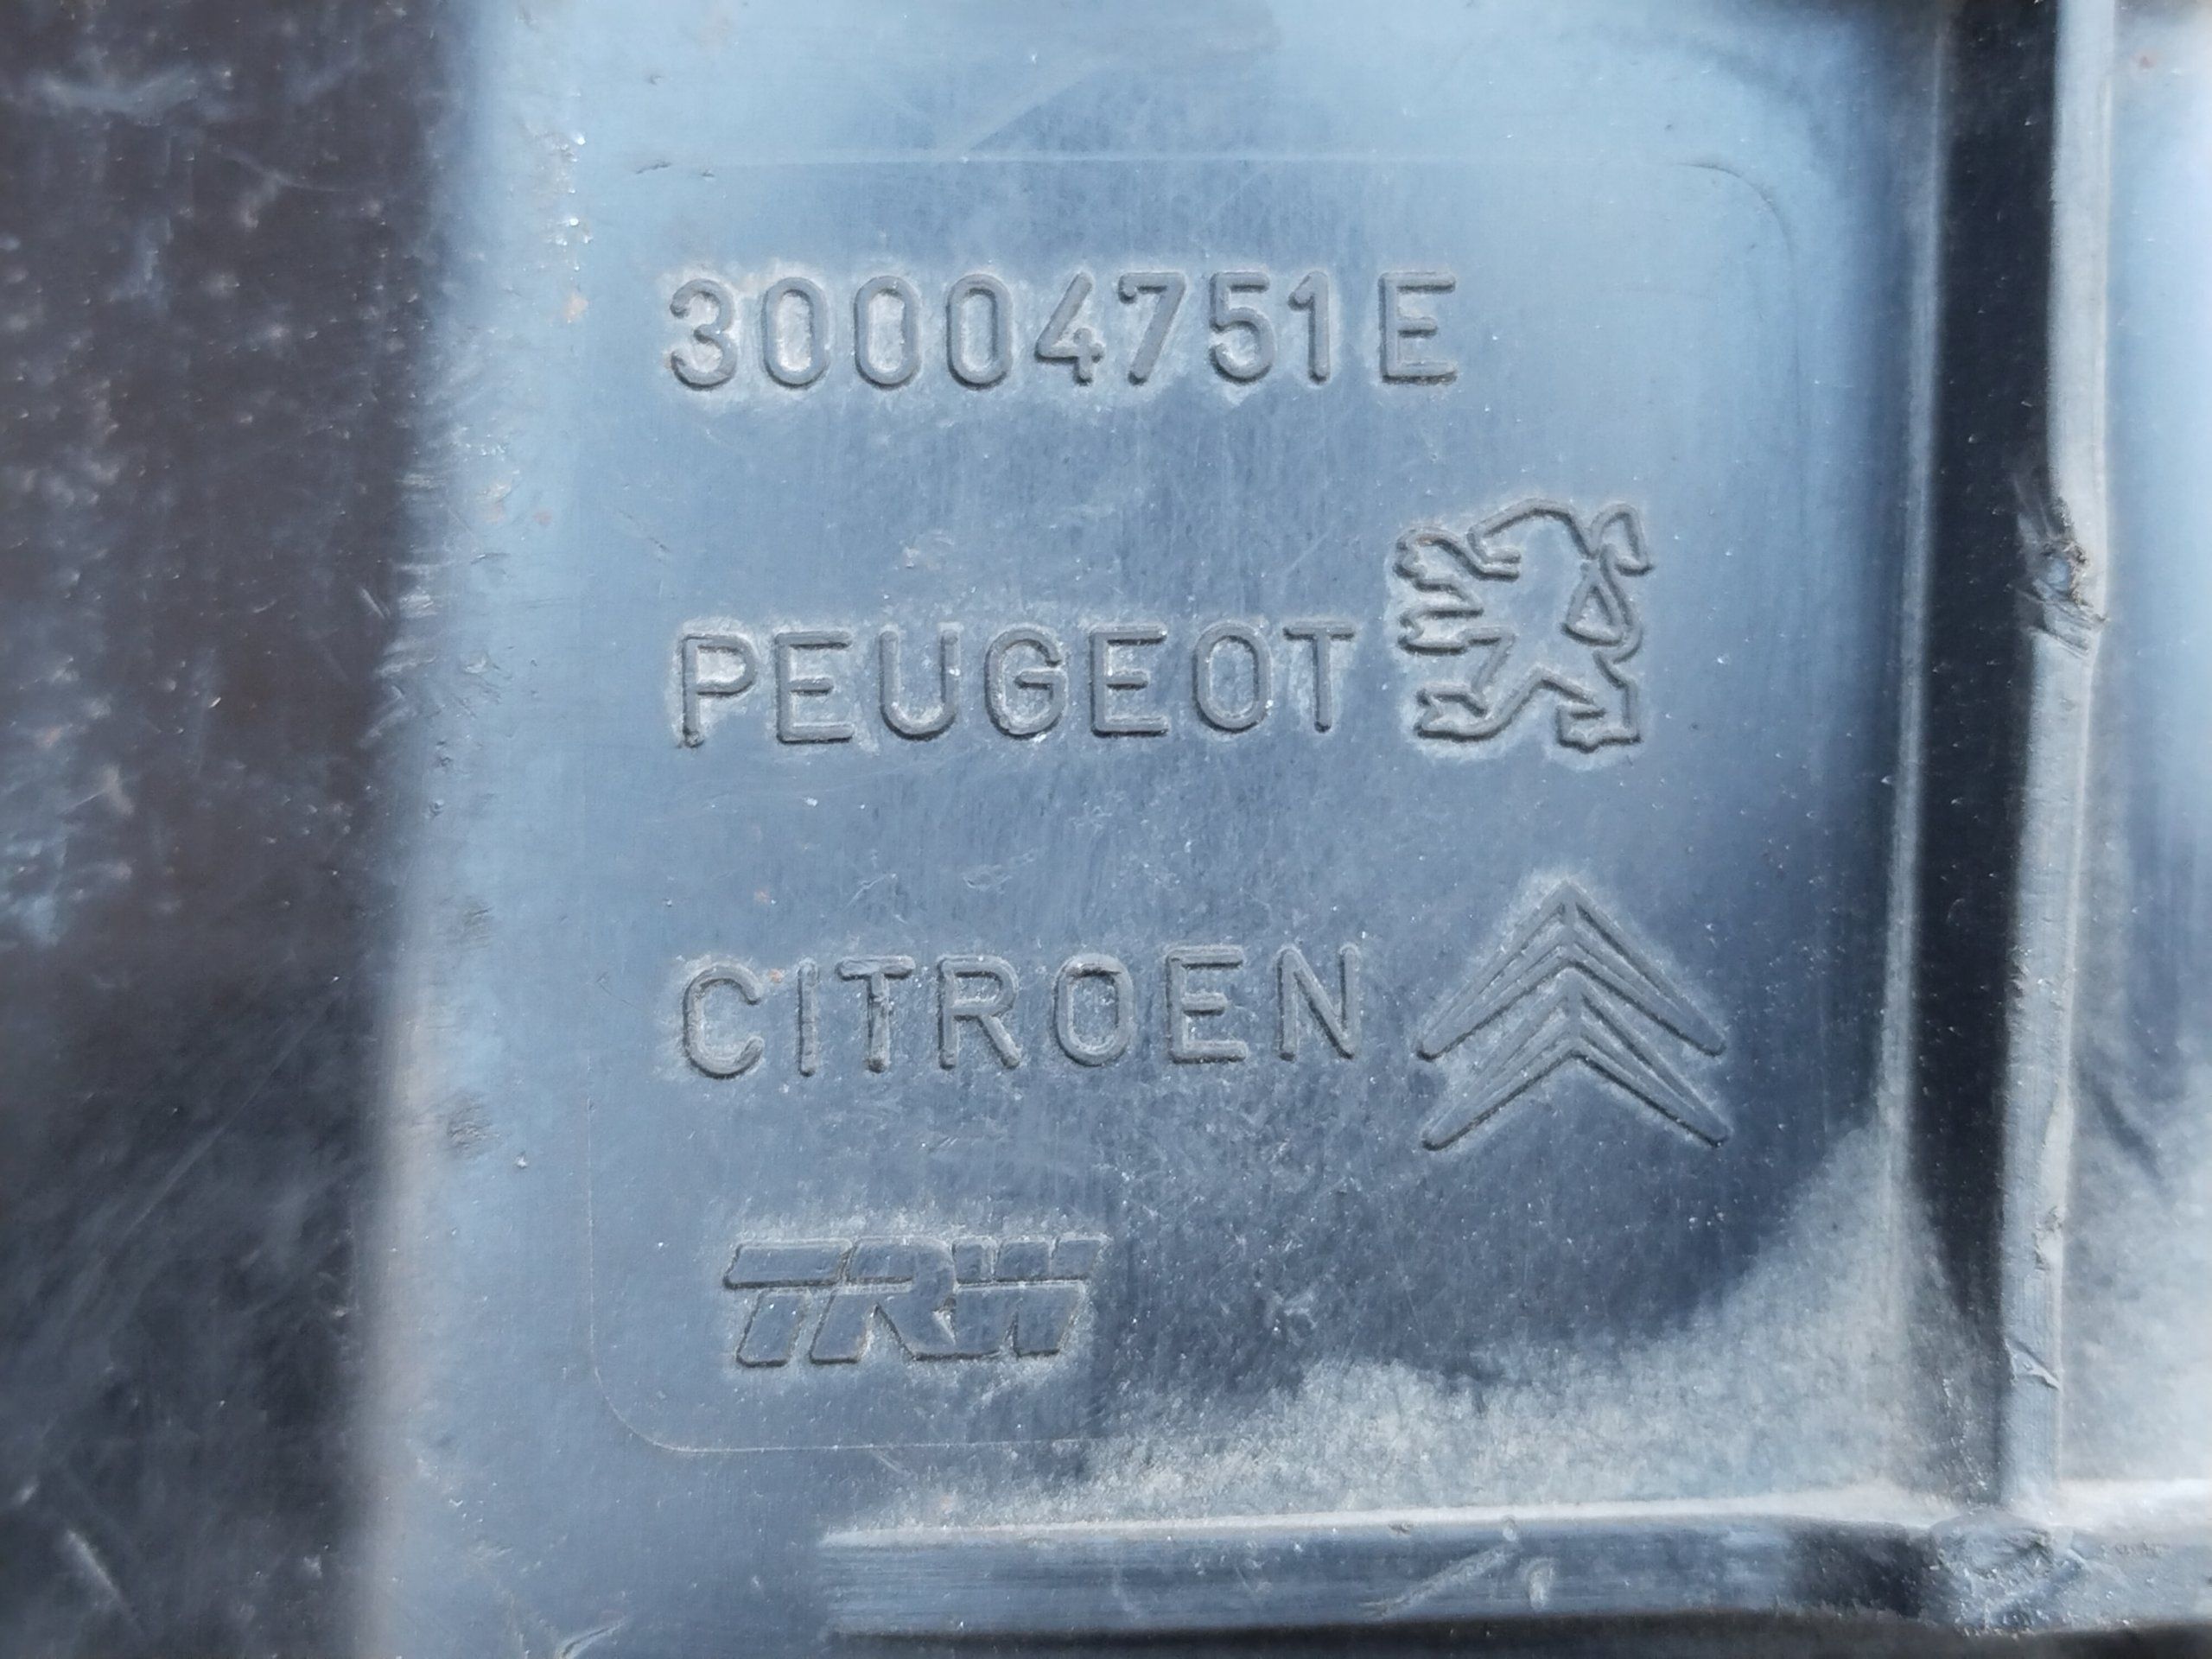 30004751E
PEUGEOT
CITROEN
TRW